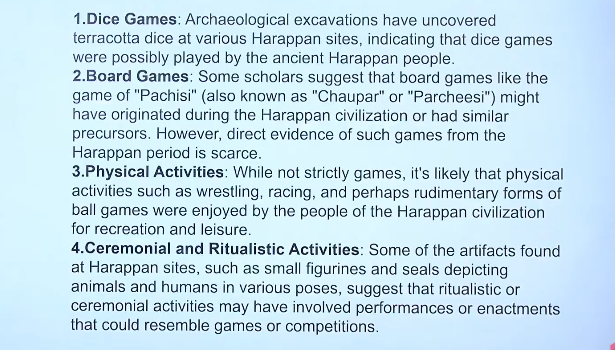 1.Dice Games: Archaeological excavations have uncovered
terracotta dice at various Harappan sites, indicating that dice games
were possibly played by the ancient Harappan people.
2.Board Games: Some scholars suggest that board games like the
game of "Pachisi" (also known as "Chaupar" or "Parcheesi") might
have originated during the Harappan civilization or had similar
precursors. However, direct evidence of such games from the
Harappan period is scarce.
3.Physical Activities: While not strictly games, it's likely that physical
activities such as wrestling, racing, and perhaps rudimentary forms of
ball games were enjoyed by the people of the Harappan civilization
for recreation and leisure.
4.Ceremonial and Ritualistic Activities: Some of the artifacts found
at Harappan sites, such as small figurines and seals depicting
animals and humans in various poses, suggest that ritualistic or
ceremonial activities may have involved performances or enactments
that could resemble games or competitions.